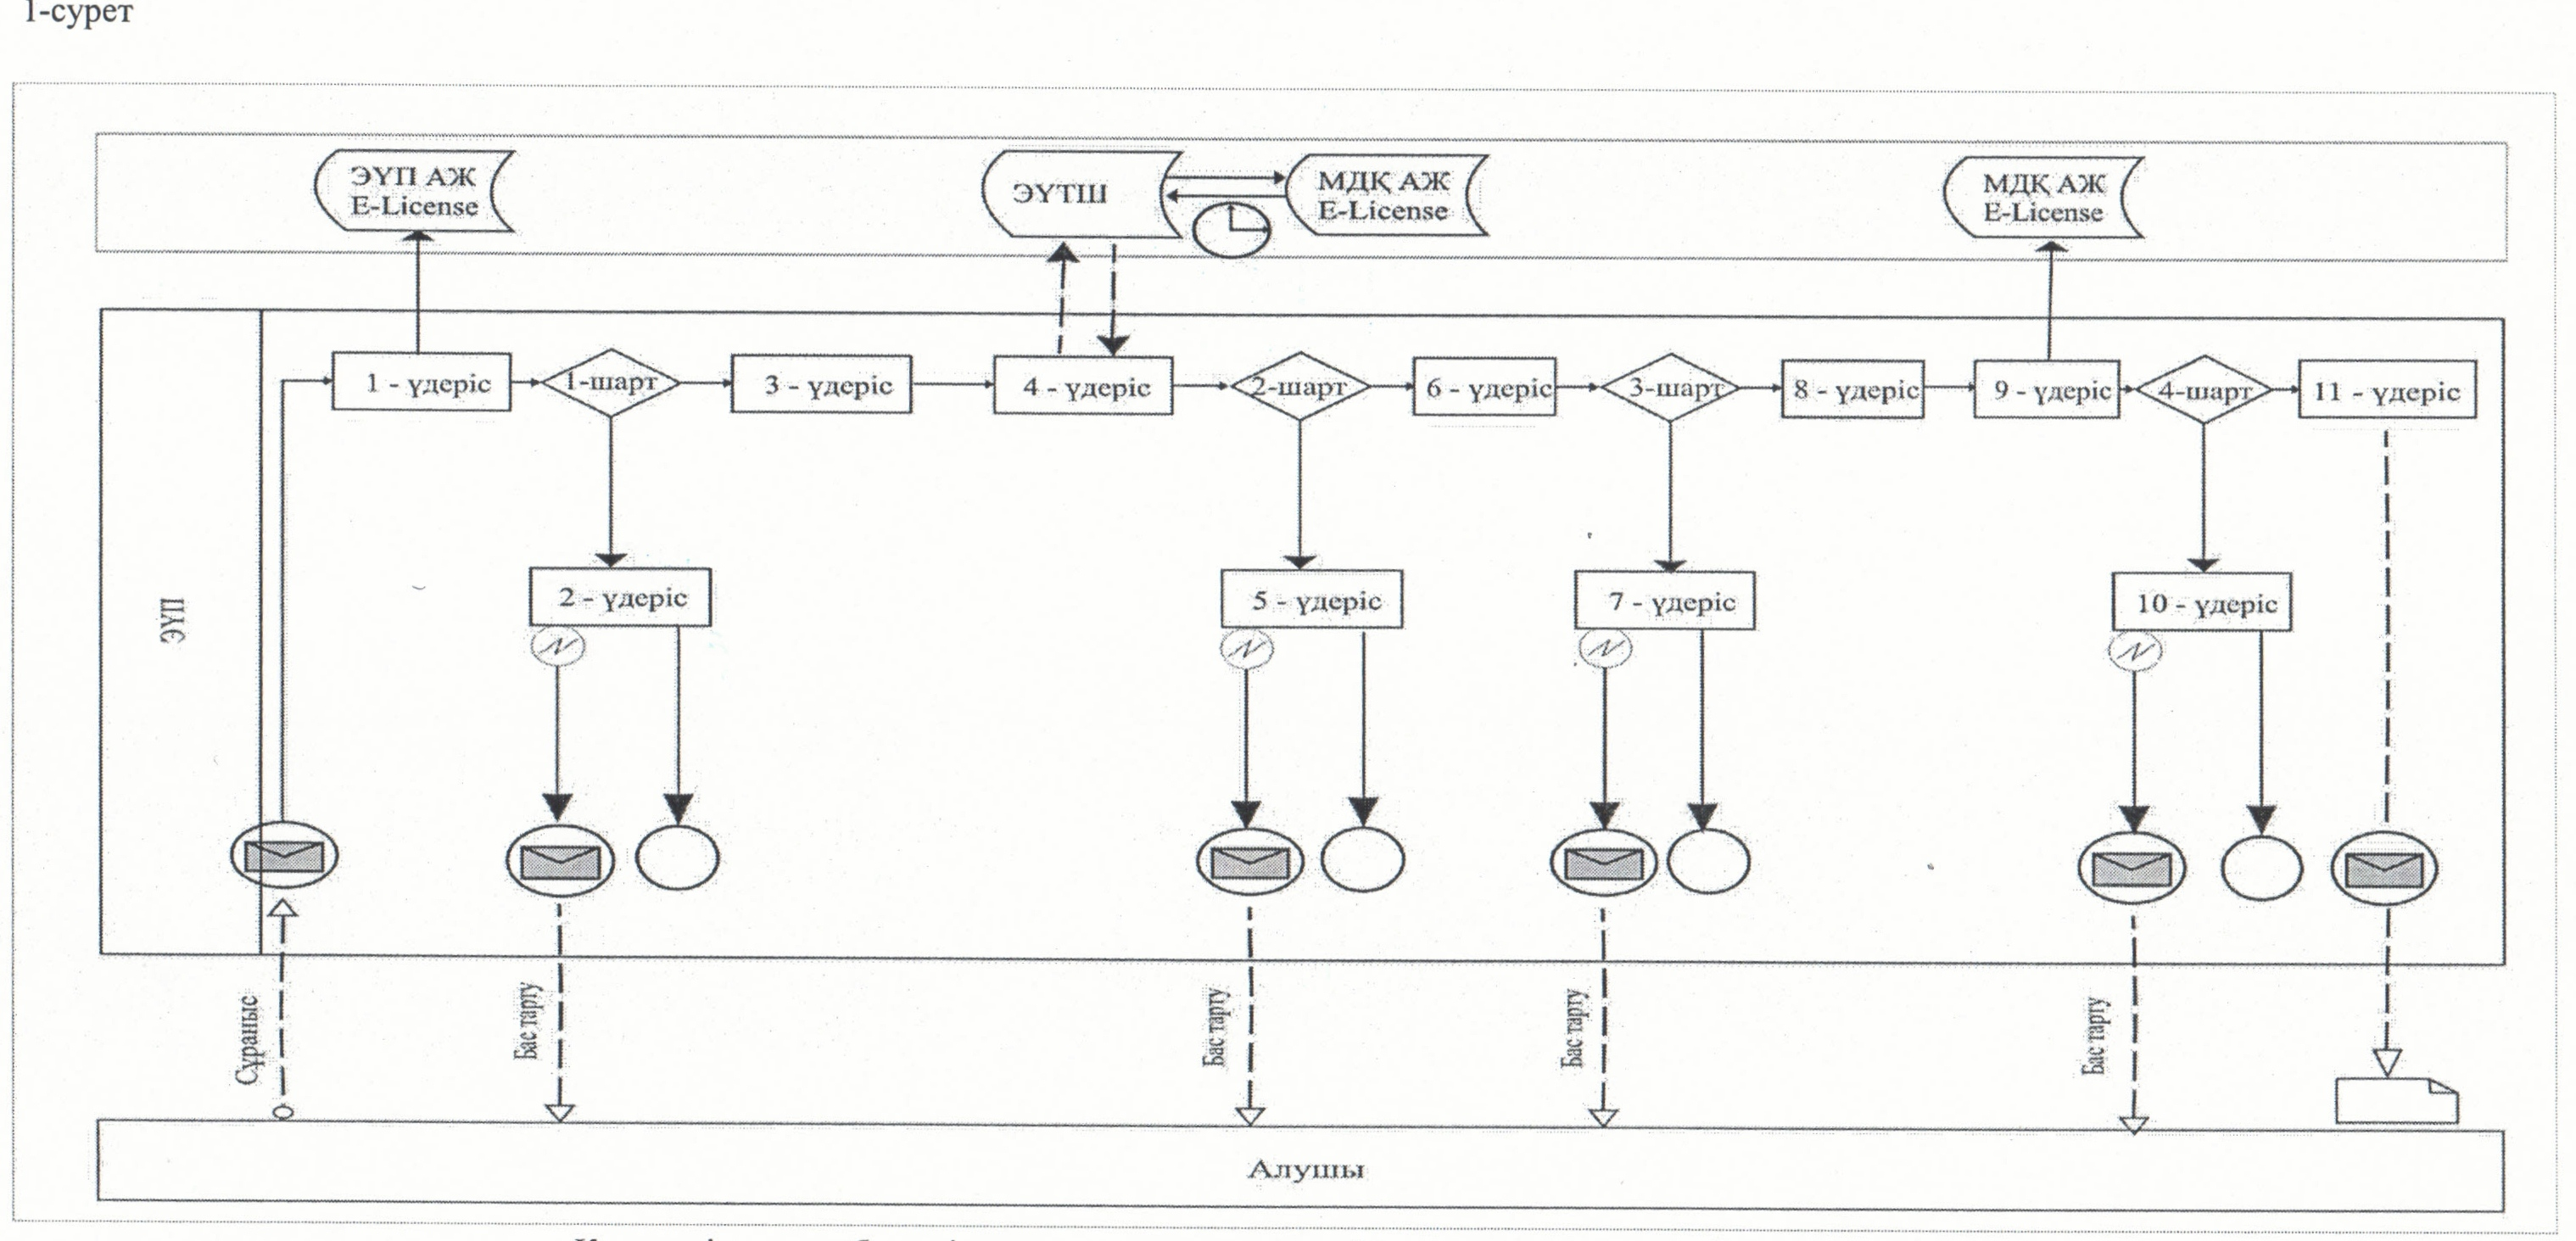 1-сурет
ЭҮП АЖ
E-License
ЭҮТШ
МДҚ АЖ
E-License
МДҚ АЖ
E-License
1 - үдеріс
1-шарт
3 - үдеріс
4 - үдеріс
2-шарт
6 - үдеріс
3-шарт
8 - үдеріс
9 - үдеріс
4-шарт
11 - үдеріс
ЭҮП
2 - үдеріс
5 - үдеріс
7 - үдеріс
10 - үдеріс
Сұраныс
Бас тарту
Бас тарту
Бас тарту
Бас тарту
Алушы